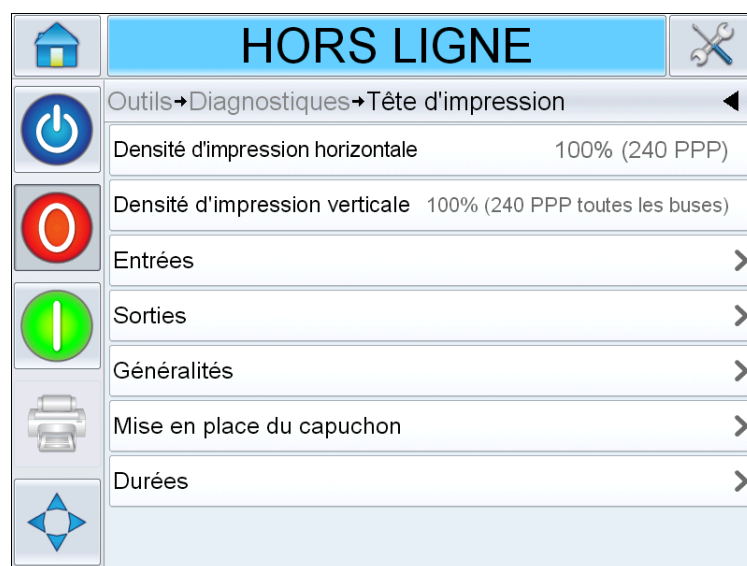 HORS LIGNE
Outils→Diagnostiques→Tête d'impression
Densité d'impression horizontale 100% (240 PPP)
Densité d'impression verticale 100% (240 PPP toutes les buses)
Entrées
Sorties
Généralités
Mise en place du capuchon
Durées